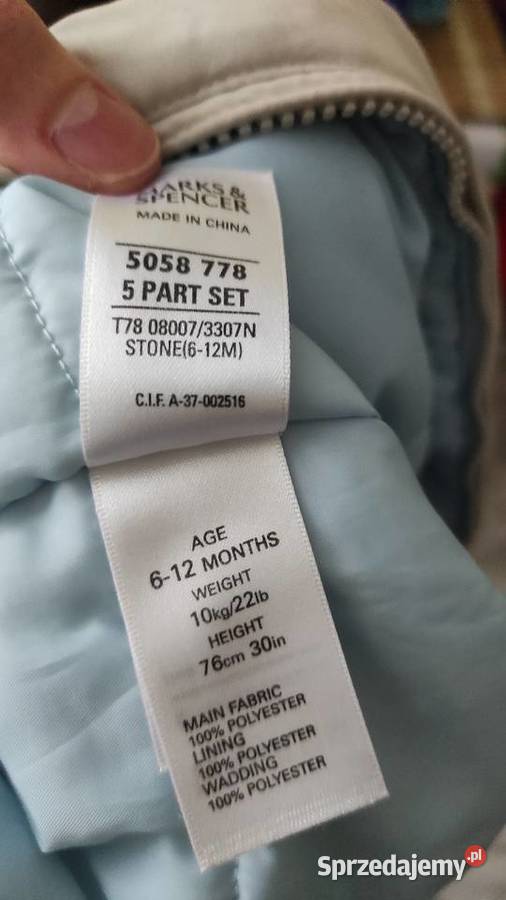 MARKS &
SPENCER
MADE IN CHINA
5058 778
5 PART SET
T78 08007/3307N
STONE(6-12M)
C.I.F. A-37-002516
AGE
6-12 MONTHS
WEIGHT
10kg/22lb
HEIGHT
76cm 30in
MAIN FABRIC
100% POLYESTER
LINING
100% POLYESTER
WADDING
100% POLYESTER
Sprzedajemy.pl